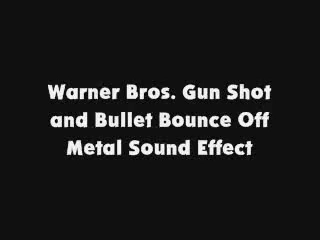 Warner Bros. Gun Shot
and Bullet Bounce Off
Metal Sound Effect